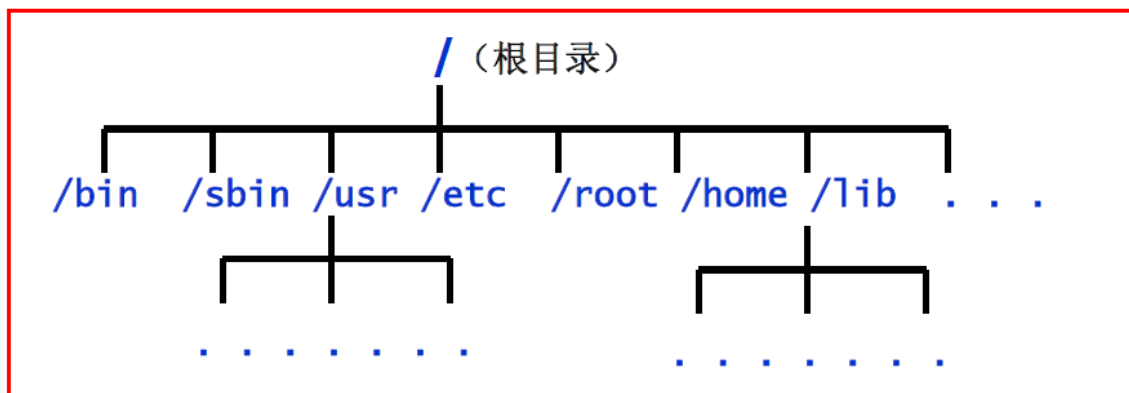 /（根目录）
/bin /sbin /usr /etc /root /home /lib . . .
. . . . . . . . . . . . . .